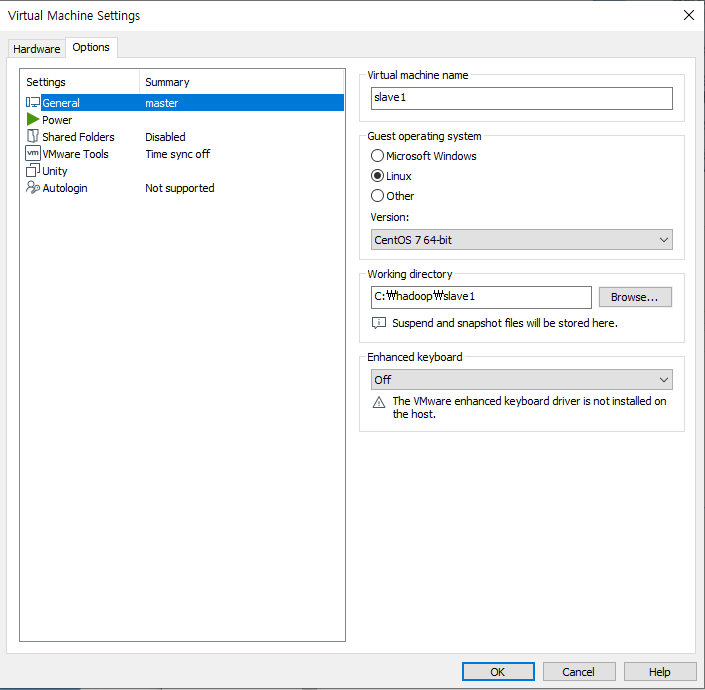 Virtual Machine Settings
Hardware Options
Settings Summary
General master
Power
Shared Folders Disabled
vm VMware Tools Time sync off
Unity
Autologin Not supported
Virtual machine name
slave1
Guest operating system
Microsoft Windows
Linux
Other
Version:
CentOS 7 64-bit
Working directory
C:₩hadoop₩slave1 Browse...
Suspend and snapshot files will be stored here.
Enhanced keyboard
Off
The VMware enhanced keyboard driver is not installed on
the host.
OK Cancel Help